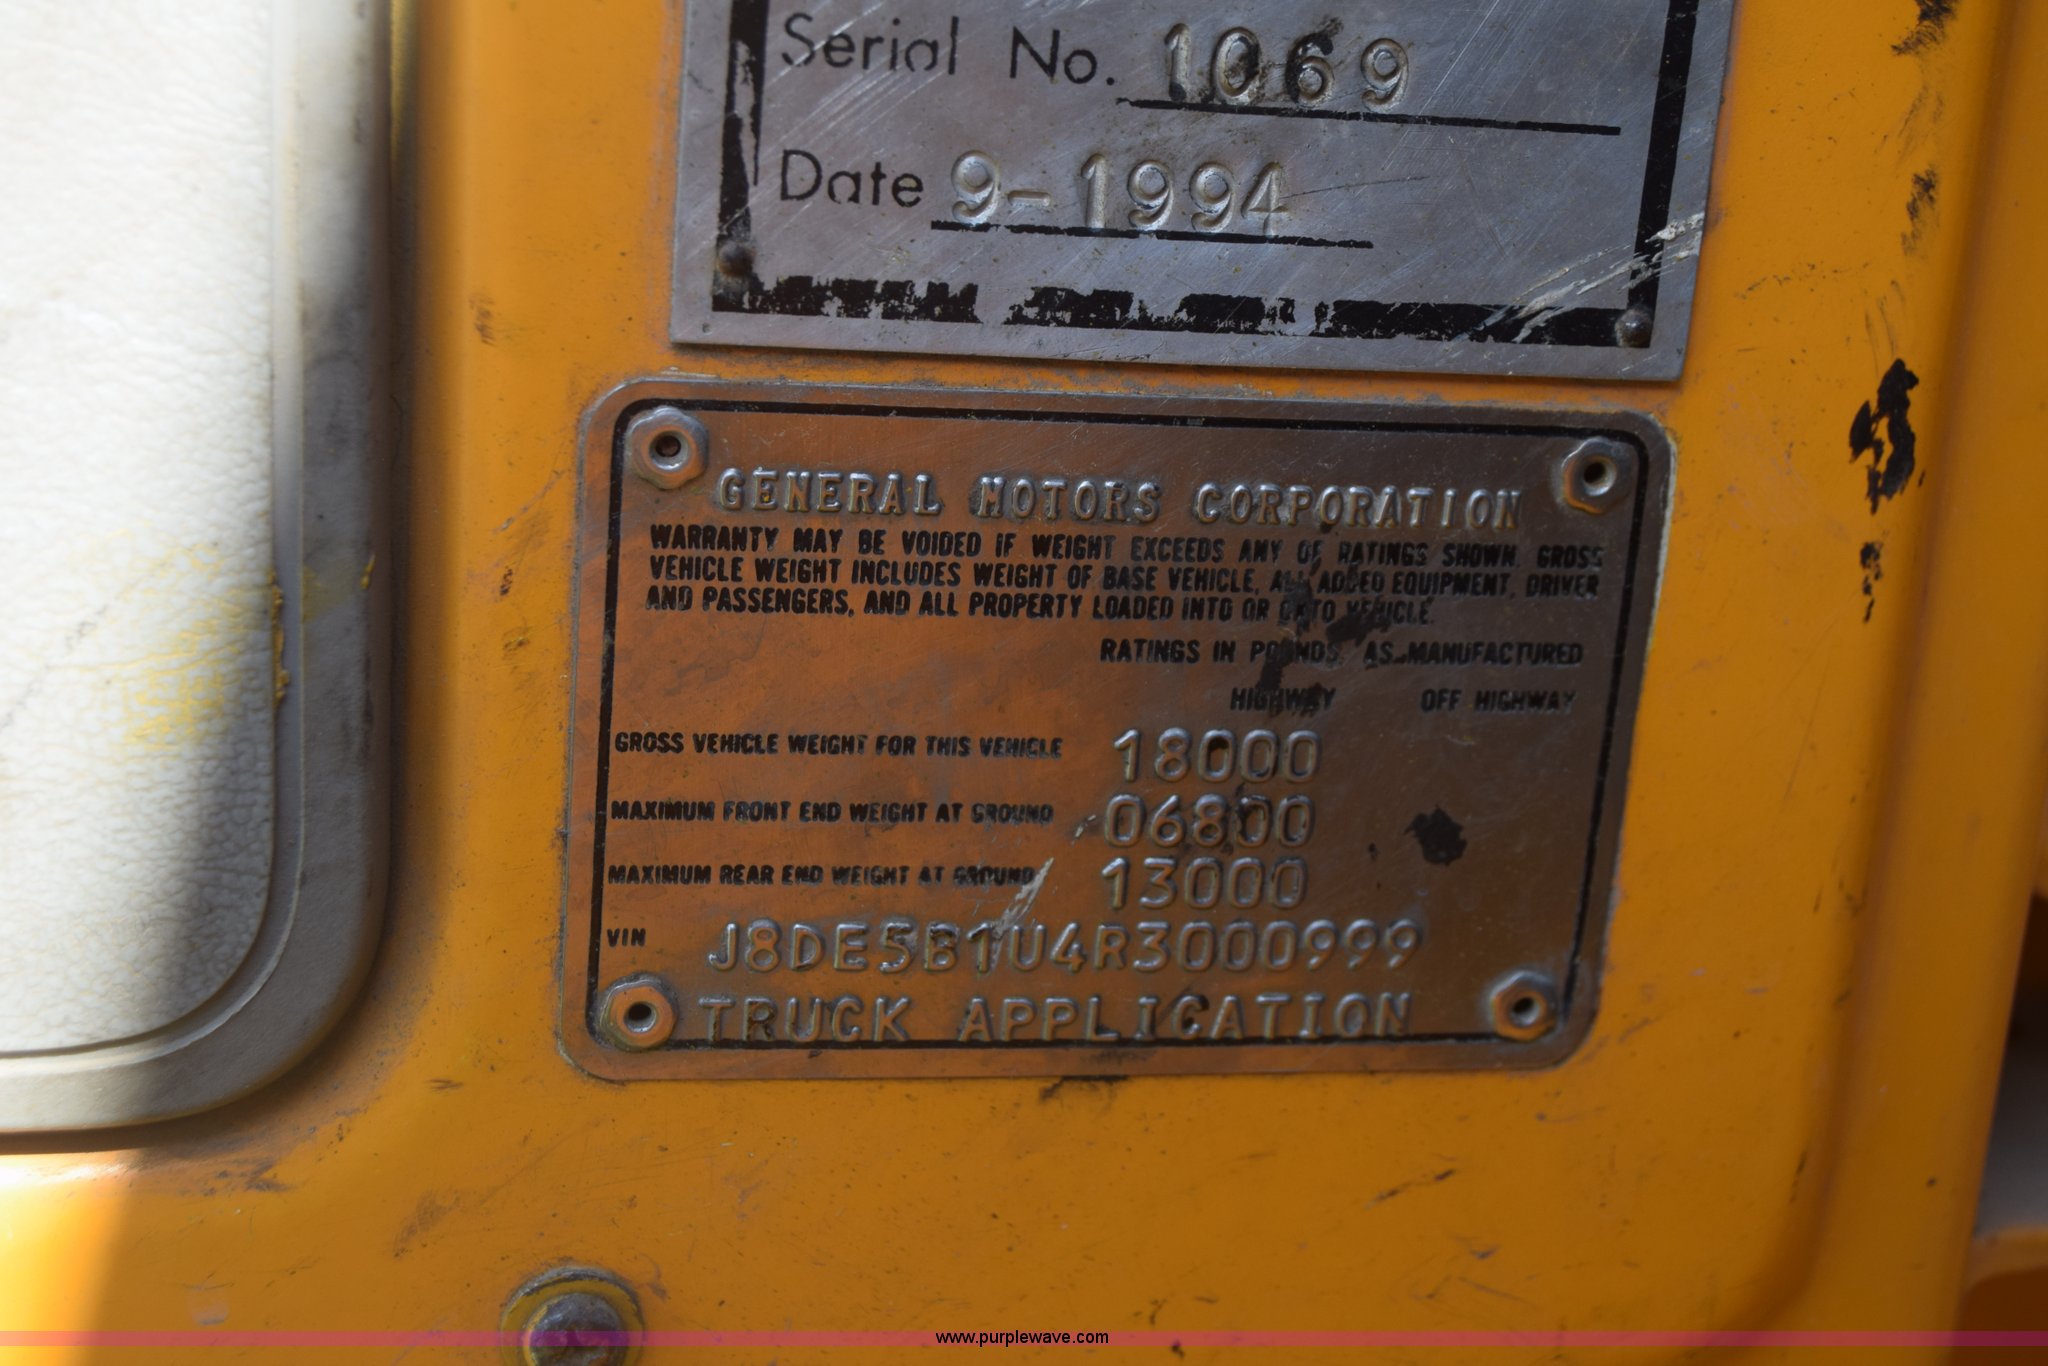 Serial No. 1069
Date 9-1994
GENERAL MOTORS CORPORATION
WARRANTY MAY BE VOIDED IF WEIGHT EXCEEDS ANY OF RATINGS SHOWN. GROSS
VEHICLE WEIGHT INCLUDES WEIGHT OF BASE VEHICLE, ALL ADDED EQUIPMENT, DRIVER
AND PASSENGERS, AND ALL PROPERTY LOADED INTO OR ONTO VEHICLE.
RATINGS IN POUNDS, AS MANUFACTURED
HIGHWAY OFF HIGHWAY
GROSS VEHICLE WEIGHT FOR THIS VEHICLE 18000
MAXIMUM FRONT END WEIGHT AT GROUND 06800
MAXIMUM REAR END WEIGHT AT GROUND 13000
VIN J8DE5B1U4R3000999
TRUCK APPLICATION
www.purplewave.com